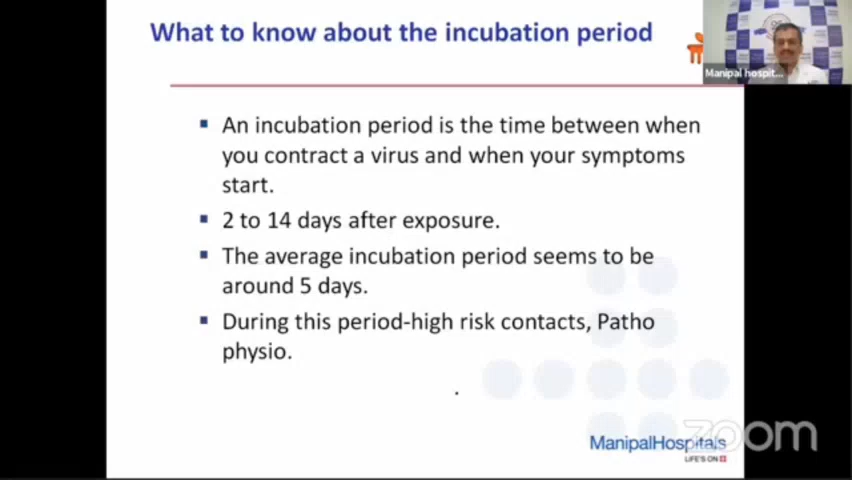 What to know about the incubation period
Manipal hospit...
▪ An incubation period is the time between when
you contract a virus and when your symptoms
start.
▪ 2 to 14 days after exposure.
▪ The average incubation period seems to be
around 5 days.
▪ During this period-high risk contacts, Patho
physio.
.
ManipalHospitals
LIFE'S ON
zoom